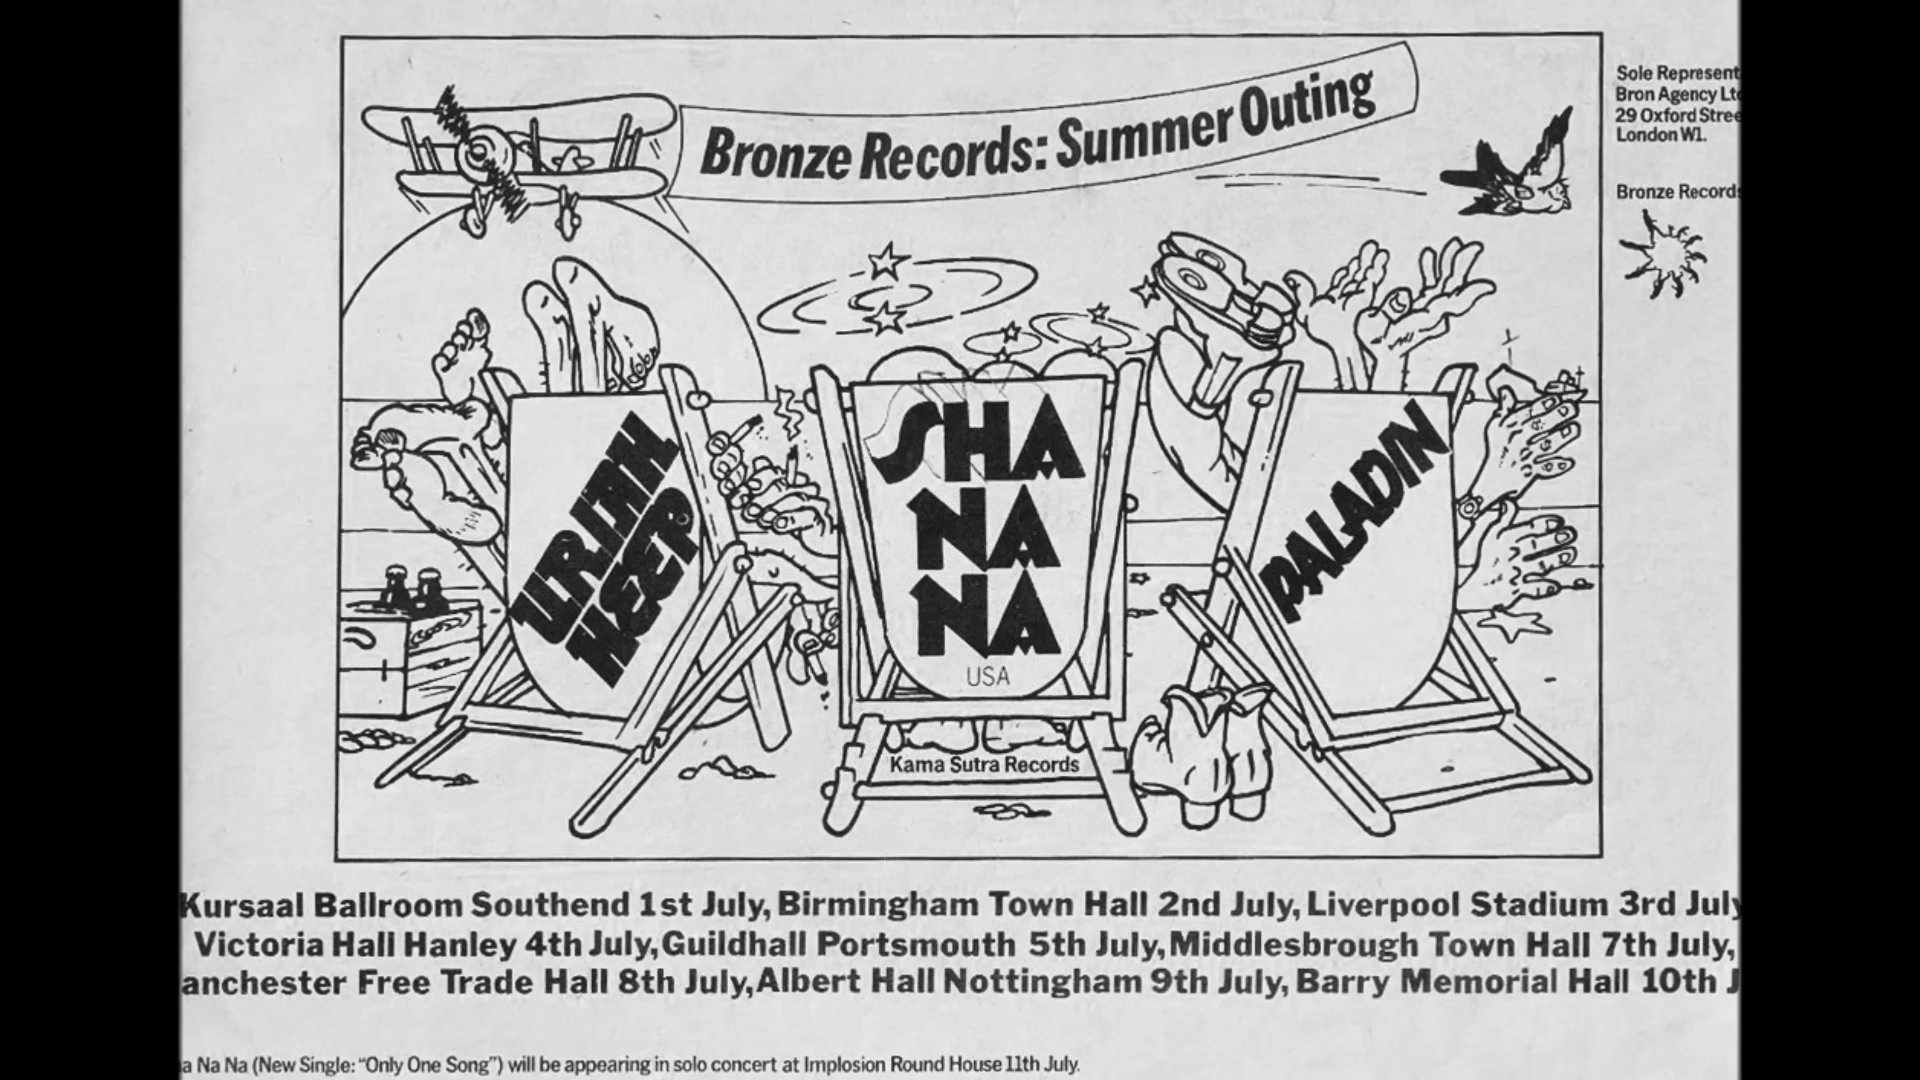 Bronze Records: Summer Outing
Sole Represent
Bron Agency Ltd
29 Oxford Stree
London W1.
Bronze Records
URIAH
HEEP
SHA
NA
NA
USA
Kama Sutra Records
PALADIN
Kursaal Ballroom Southend 1st July, Birmingham Town Hall 2nd July, Liverpool Stadium 3rd July
Victoria Hall Hanley 4th July, Guildhall Portsmouth 5th July, Middlesbrough Town Hall 7th July,
anchester Free Trade Hall 8th July, Albert Hall Nottingham 9th July, Barry Memorial Hall 10th J
a Na Na (New Single: “Only One Song”) will be appearing in solo concert at Implosion Round House 11th July.